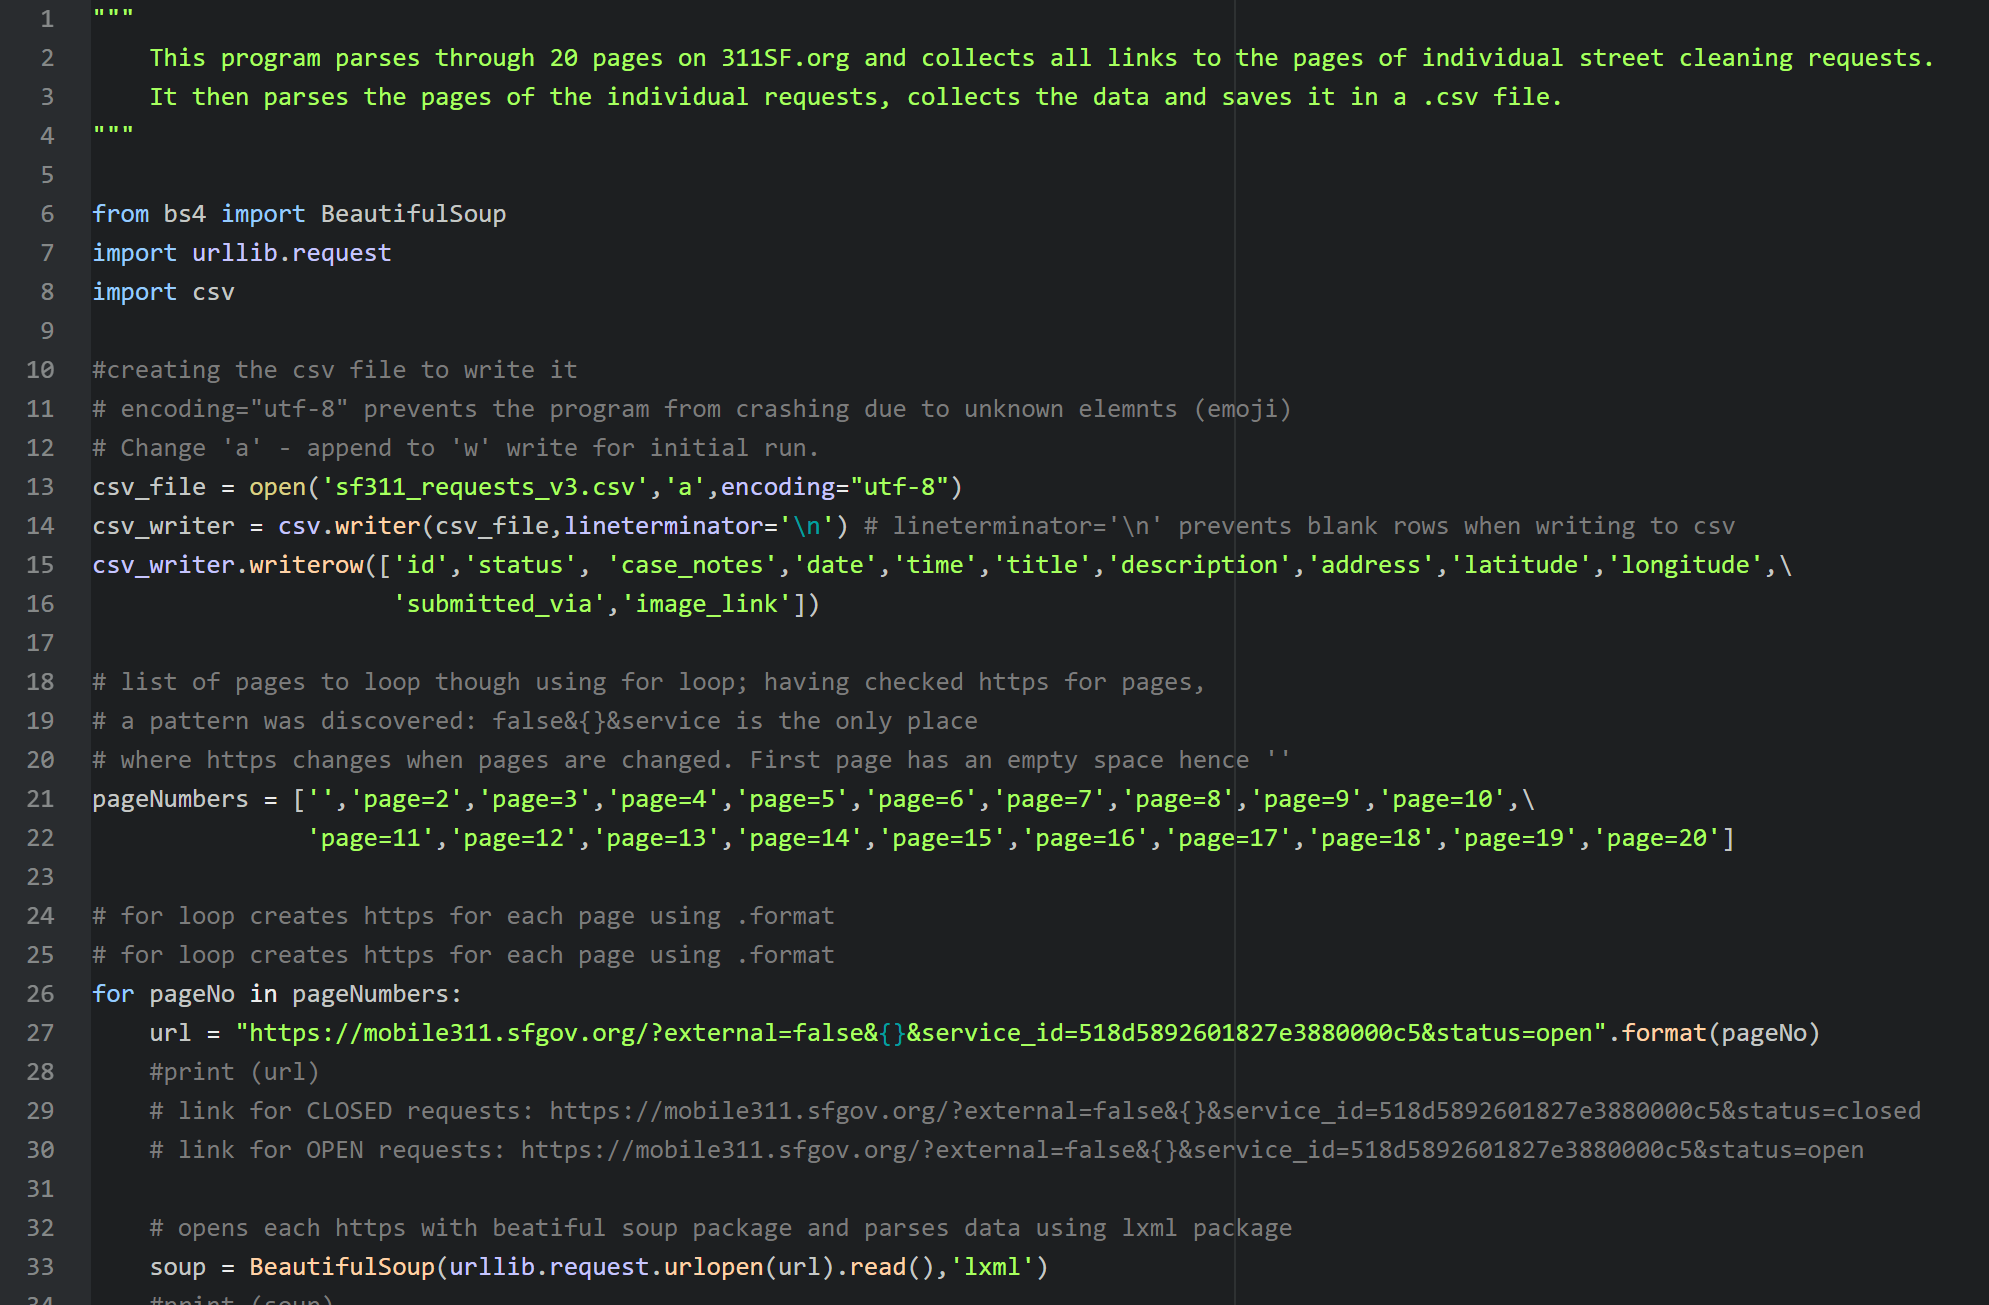 1 """
2 This program parses through 20 pages on 311SF.org and collects all links to the pages of individual street cleaning requests.
3 It then parses the pages of the individual requests, collects the data and saves it in a .csv file.
4 """
5
6 from bs4 import BeautifulSoup
7 import urllib.request
8 import csv
9
10 #creating the csv file to write it
11 # encoding="utf-8" prevents the program from crashing due to unknown elemnts (emoji)
12 # Change 'a' - append to 'w' write for initial run.
13 csv_file = open('sf311_requests_v3.csv','a',encoding="utf-8")
14 csv_writer = csv.writer(csv_file,lineterminator='\n') # lineterminator='\n' prevents blank rows when writing to csv
15 csv_writer.writerow(['id','status', 'case_notes','date','time','title','description','address','latitude','longitude',\
16 'submitted_via','image_link'])
17
18 # list of pages to loop though using for loop; having checked https for pages,
19 # a pattern was discovered: false&{}&service is the only place
20 # where https changes when pages are changed. First page has an empty space hence ''
21 pageNumbers = ['','page=2','page=3','page=4','page=5','page=6','page=7','page=8','page=9','page=10',\
22 'page=11','page=12','page=13','page=14','page=15','page=16','page=17','page=18','page=19','page=20']
23
24 # for loop creates https for each page using .format
25 # for loop creates https for each page using .format
26 for pageNo in pageNumbers:
27 url = "https://mobile311.sfgov.org/?external=false&{}&service_id=518d5892601827e3880000c5&status=open".format(pageNo)
28 #print (url)
29 # link for CLOSED requests: https://mobile311.sfgov.org/?external=false&{}&service_id=518d5892601827e3880000c5&status=closed
30 # link for OPEN requests: https://mobile311.sfgov.org/?external=false&{}&service_id=518d5892601827e3880000c5&status=open
31
32 # opens each https with beatiful soup package and parses data using lxml package
33 soup = BeautifulSoup(urllib.request.urlopen(url).read(),'lxml')
34 #print (soup)